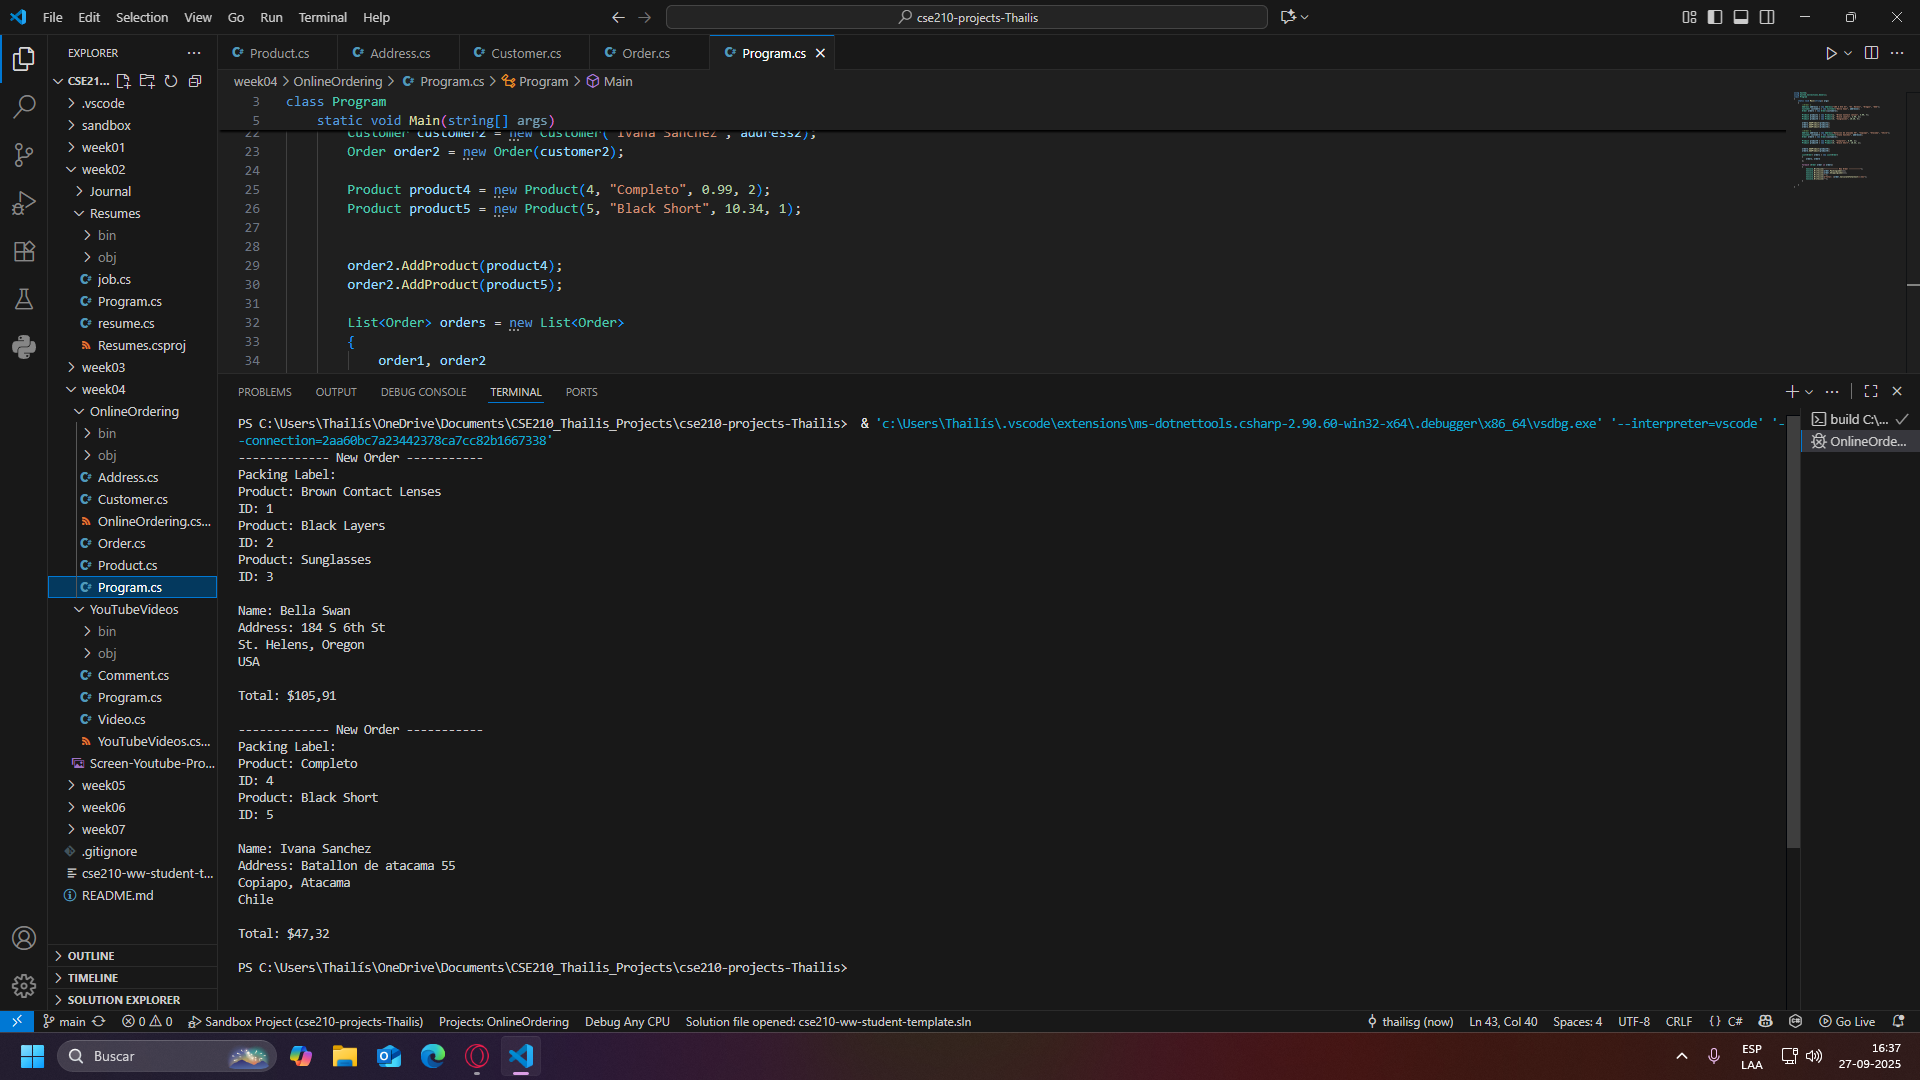 File Edit Selection View Go Run Terminal Help
cse210-projects-Thailis
EXPLORER
CSE21...
.vscode
sandbox
week01
week02
Journal
Resumes
bin
obj
job.cs
Program.cs
resume.cs
Resumes.csproj
week03
week04
OnlineOrdering
bin
obj
Address.cs
Customer.cs
OnlineOrdering.cs...
Order.cs
Product.cs
Program.cs
YouTubeVideos
bin
obj
Comment.cs
Program.cs
Video.cs
YouTubeVideos.cs...
Screen-Youtube-Pro...
week05
week06
week07
.gitignore
cse210-ww-student-t...
README.md
OUTLINE
TIMELINE
SOLUTION EXPLORER
Product.cs Address.cs Customer.cs Order.cs Program.cs
week04 > OnlineOrdering > Program.cs > Program > Main
3 class Program
5 static void Main(string[] args)
22 Customer customer2 = new Customer("Ivana Sanchez", address2);
23 Order order2 = new Order(customer2);
24
25 Product product4 = new Product(4, "Completo", 0.99, 2);
26 Product product5 = new Product(5, "Black Short", 10.34, 1);
27
28
29 order2.AddProduct(product4);
30 order2.AddProduct(product5);
31
32 List<Order> orders = new List<Order>
33 {
34 order1, order2
PROBLEMS OUTPUT DEBUG CONSOLE TERMINAL PORTS
PS C:\Users\Thailís\OneDrive\Documents\CSE210_Thailis_Projects\cse210-projects-Thailis> & 'c:\Users\Thailís\.vscode\extensions\ms-dotnettools.csharp-2.90.60-win32-x64\.debugger\x86_64\vsdbg.exe' '--interpreter=vscode' '-
-connection=2aa60bc7a23442378ca7cc82b1667338'
------------- New Order -----------
Packing Label:
Product: Brown Contact Lenses
ID: 1
Product: Black Layers
ID: 2
Product: Sunglasses
ID: 3
Name: Bella Swan
Address: 184 S 6th St
St. Helens, Oregon
USA
Total: $105,91
------------- New Order -----------
Packing Label:
Product: Completo
ID: 4
Product: Black Short
ID: 5
Name: Ivana Sanchez
Address: Batallon de atacama 55
Copiapo, Atacama
Chile
Total: $47,32
PS C:\Users\Thailís\OneDrive\Documents\CSE210_Thailis_Projects\cse210-projects-Thailis>
build C:\...
OnlineOrde...
main 0 0 Sandbox Project (cse210-projects-Thailis) Projects: OnlineOrdering Debug Any CPU Solution file opened: cse210-ww-student-template.sln thailisg (now) Ln 43, Col 40 Spaces: 4 UTF-8 CRLF {} C# Go Live
Buscar
ESP
LAA
16:37
27-09-2025